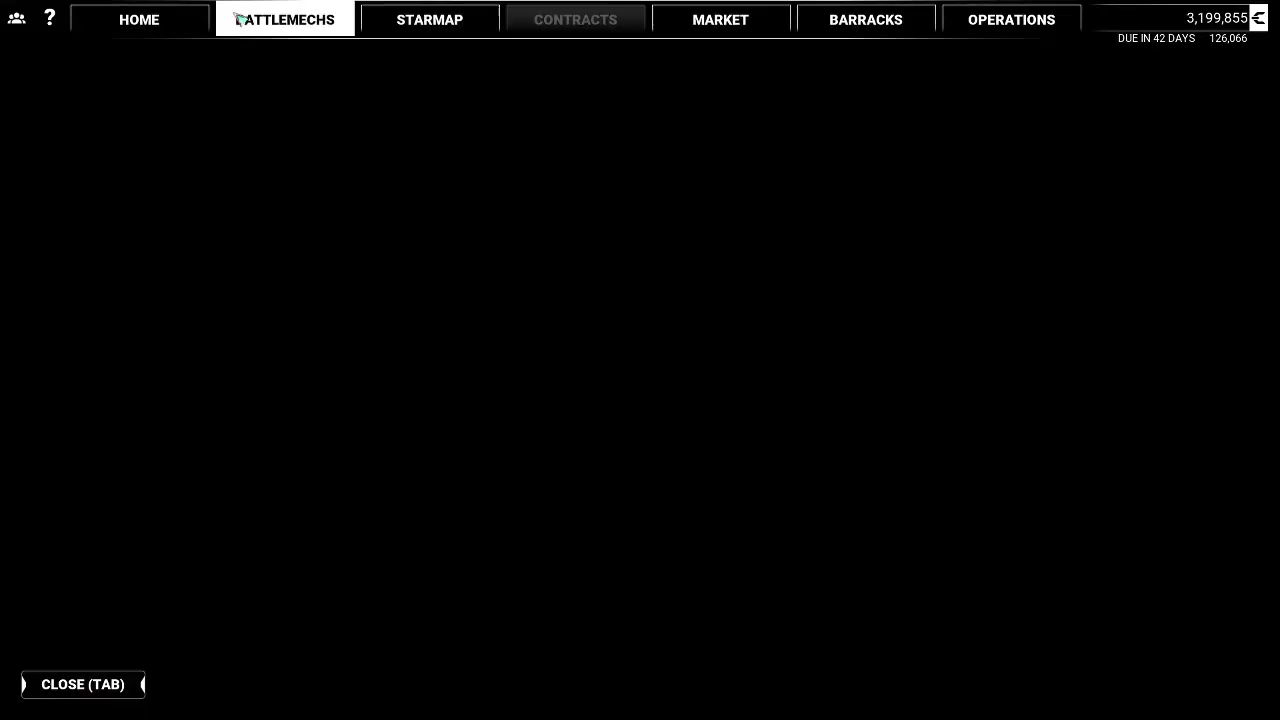 ? HOME BATTLEMECHS STARMAP CONTRACTS MARKET BARRACKS OPERATIONS 3,199,855
DUE IN 42 DAYS 126,066
CLOSE (TAB)